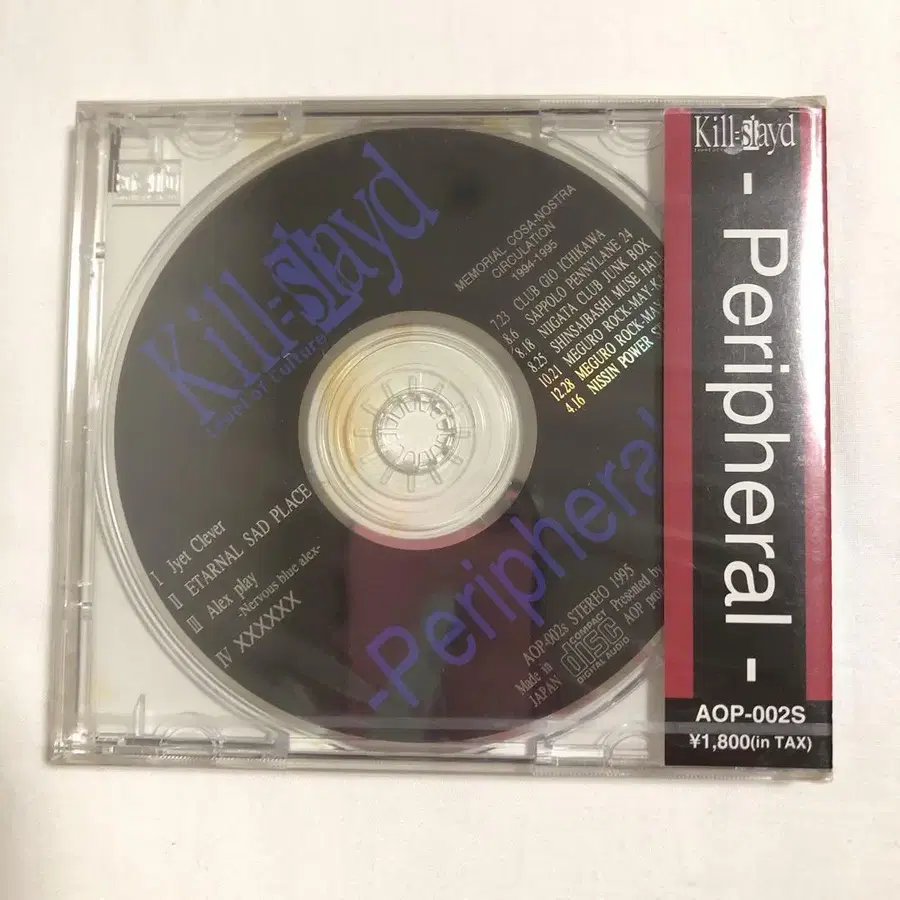 Kill=slayd
Level of Culture
MEMORIAL COSA-NOSTRA
CIRCULATION
1994-1995
7.23 CLUB GIO ICHIKAWA
8.6 SAPPOLO PENNYLANE 24
8.18 NIIGATA CLUB JUNK BOX
8.25 SHINSAIBASHI MUSE HALL
10.21 MEGURO ROCK-MAY-K
12.28 MEGURO ROCK-MA
4.16 NISSIN POWER ST
I Jyet Clever
II ETARNAL SAD PLACE
III Alex play
-Nervous blue alex-
IV XXXXXX
-Peripheral
AOP-002s STEREO 1995
Made in
JAPAN
COMPACT
disc
DIGITAL AUDIO
Presented by
AOP pro
Kill=slayd
- Peripheral -
AOP-002S
¥1,800(in TAX)